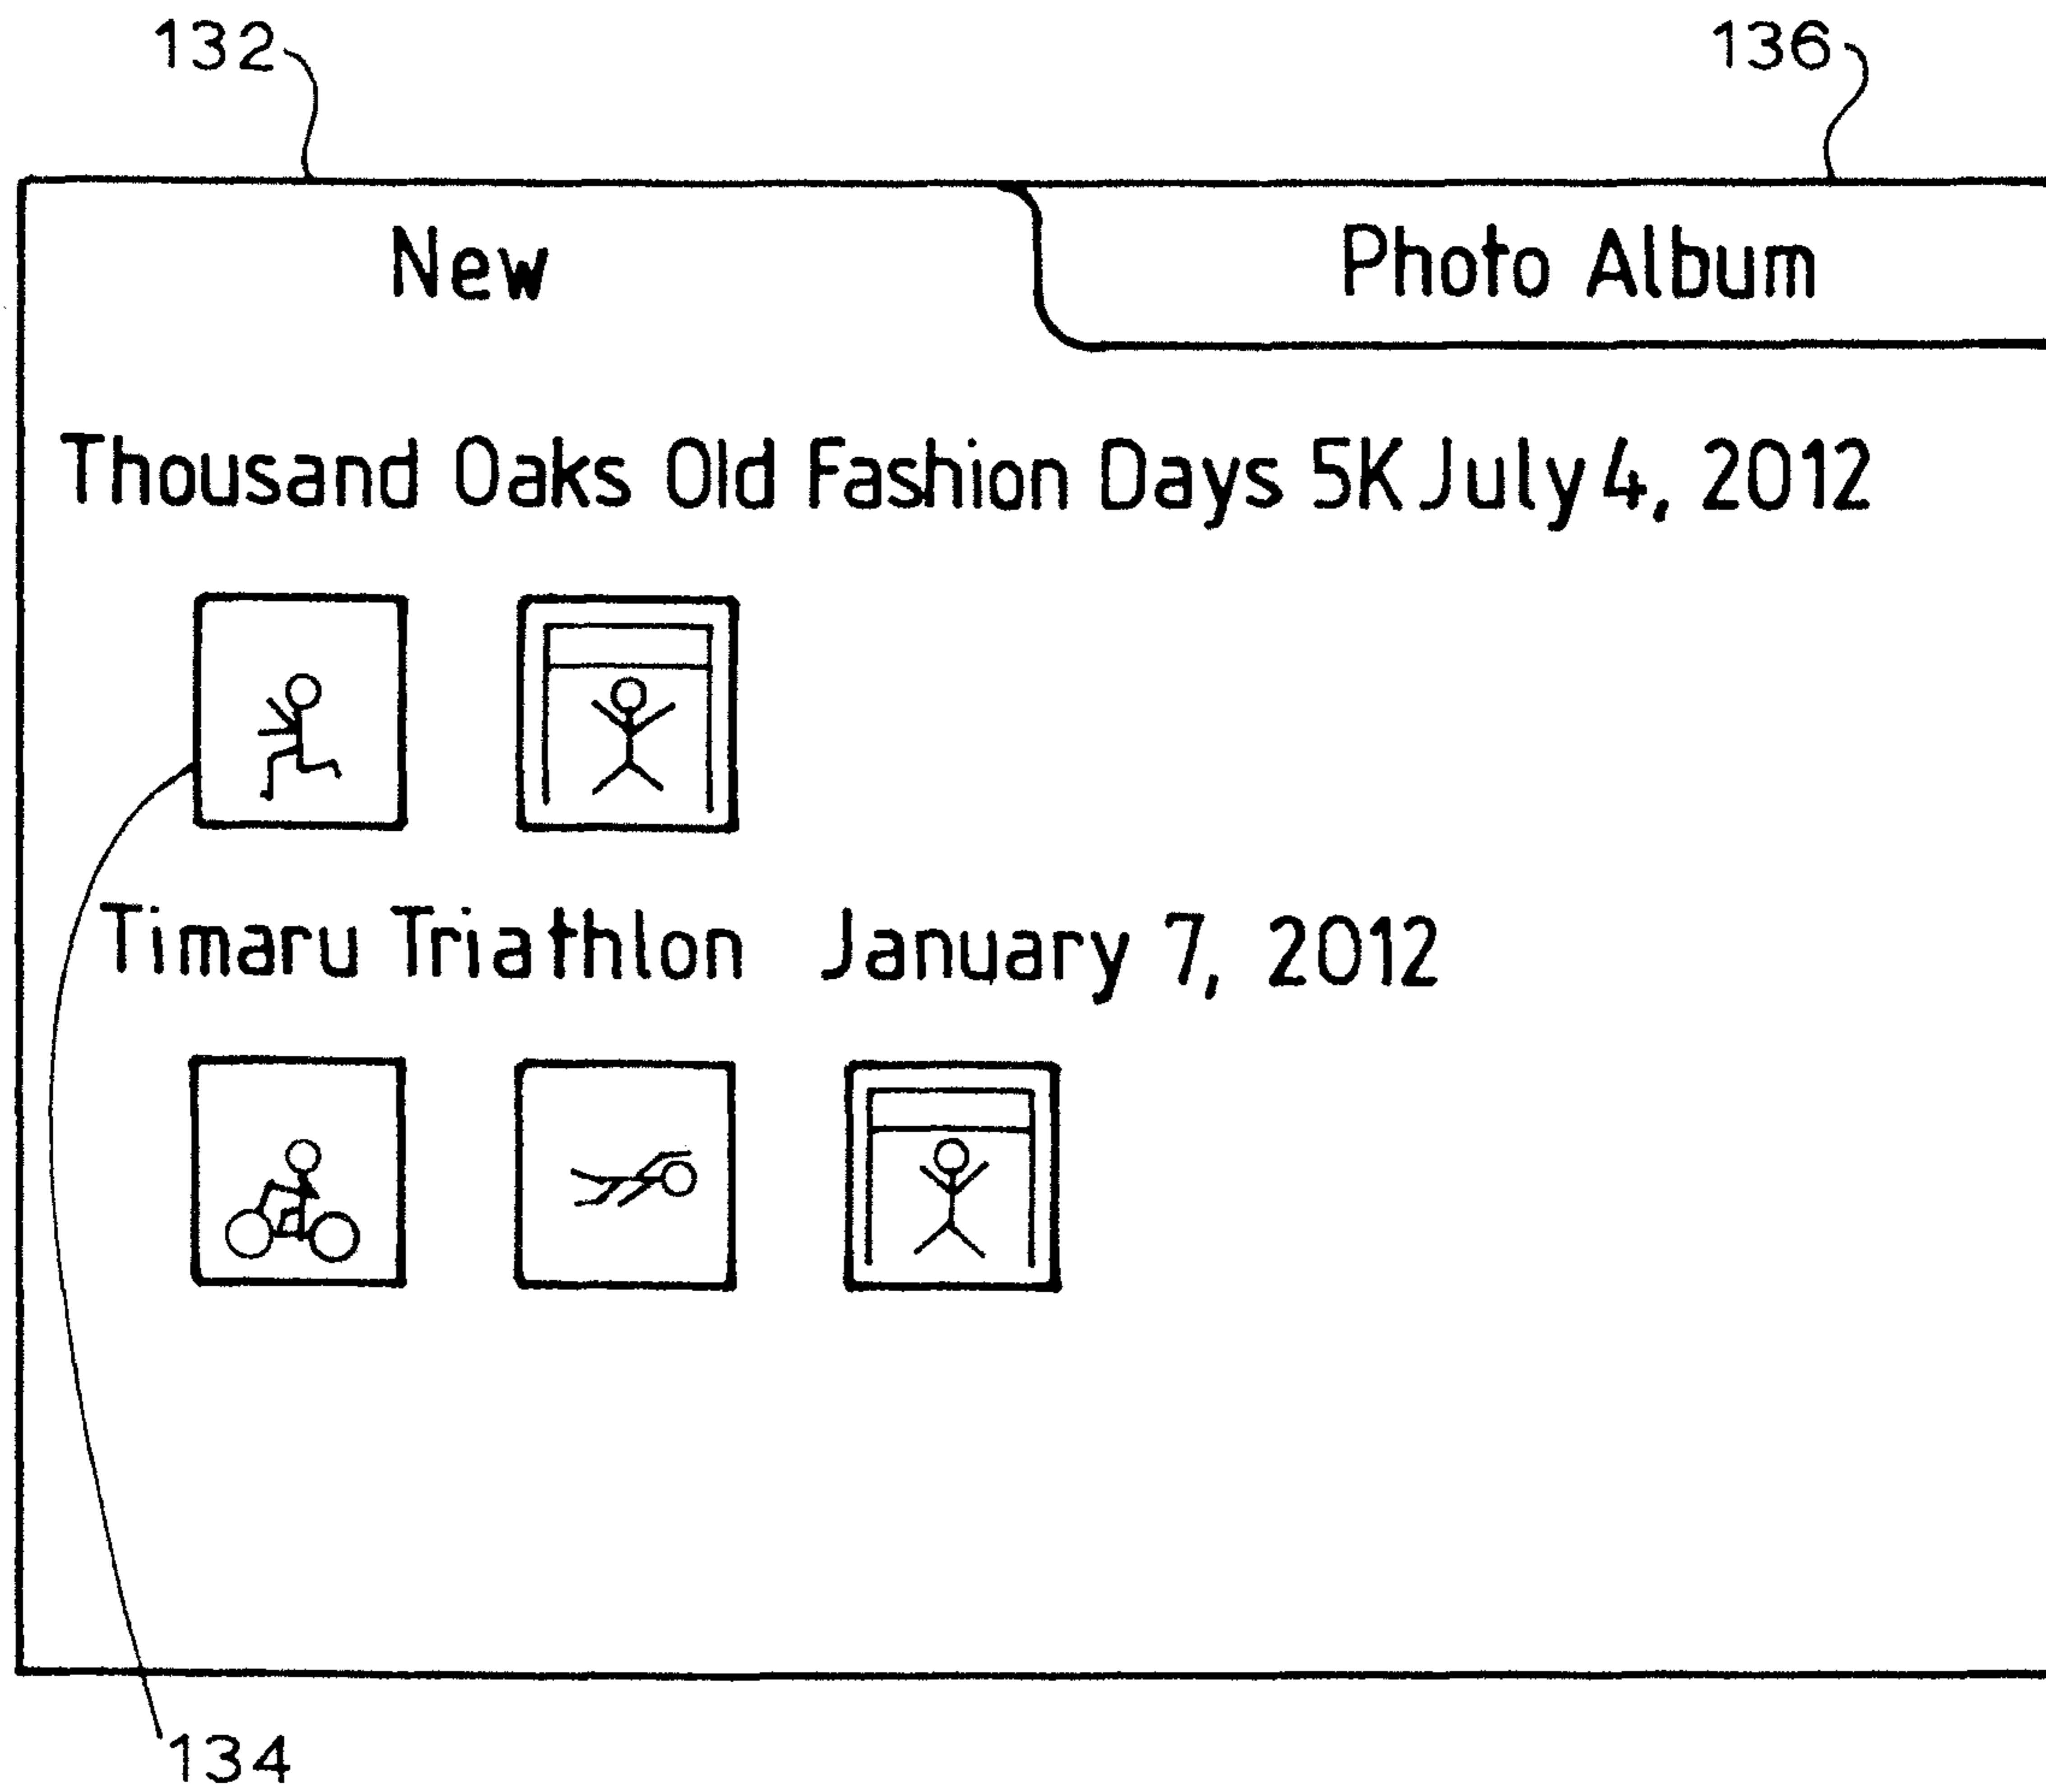 132 136
New Photo Album
Thousand Oaks Old Fashion Days 5K July 4, 2012
Timaru Triathlon January 7, 2012
134